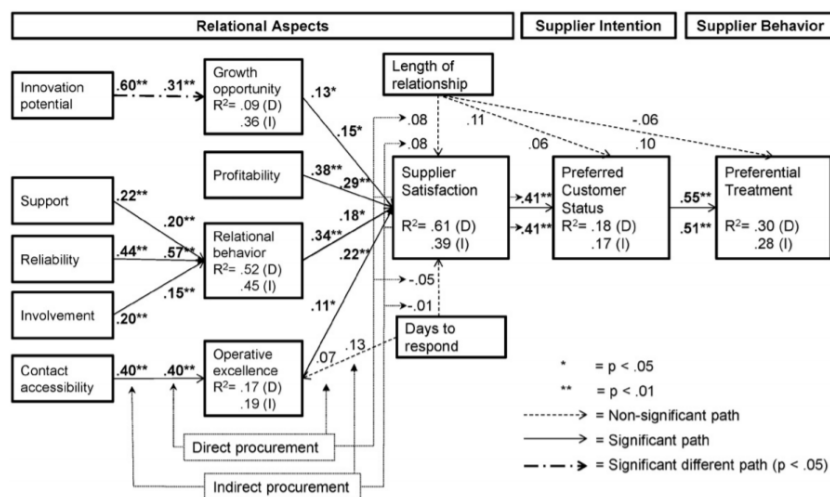 Relational Aspects
Supplier Intention
Supplier Behavior
Innovation
potential
.60**
.31**
Growth
opportunity
R²= .09 (D)
.36 (I)
.13*
.15*
Length of
relationship
.08
.08
.11
.06
.10
-.06
Profitability
.38**
.29**
Supplier
Satisfaction
R² = .61 (D)
.39 (I)
.41**
.41**
Preferred
Customer
Status
R² = .18 (D)
.17 (I)
.55**
.51**
Preferential
Treatment
R² = .30 (D)
.28 (I)
Support
.22**
.20**
Reliability
.44**
.57**
Involvement
.15**
.20**
Relational
behavior
R² = .52 (D)
.45 (I)
.18*
.34**
.22**
.11*
-.05
-.01
Days to
respond
.07
.13
Contact
accessibility
.40**
.40**
Operative
excellence
R² = .17 (D)
.19 (I)
Direct procurement
Indirect procurement
* = p < .05
** = p < .01
= Non-significant path
= Significant path
= Significant different path (p < .05)